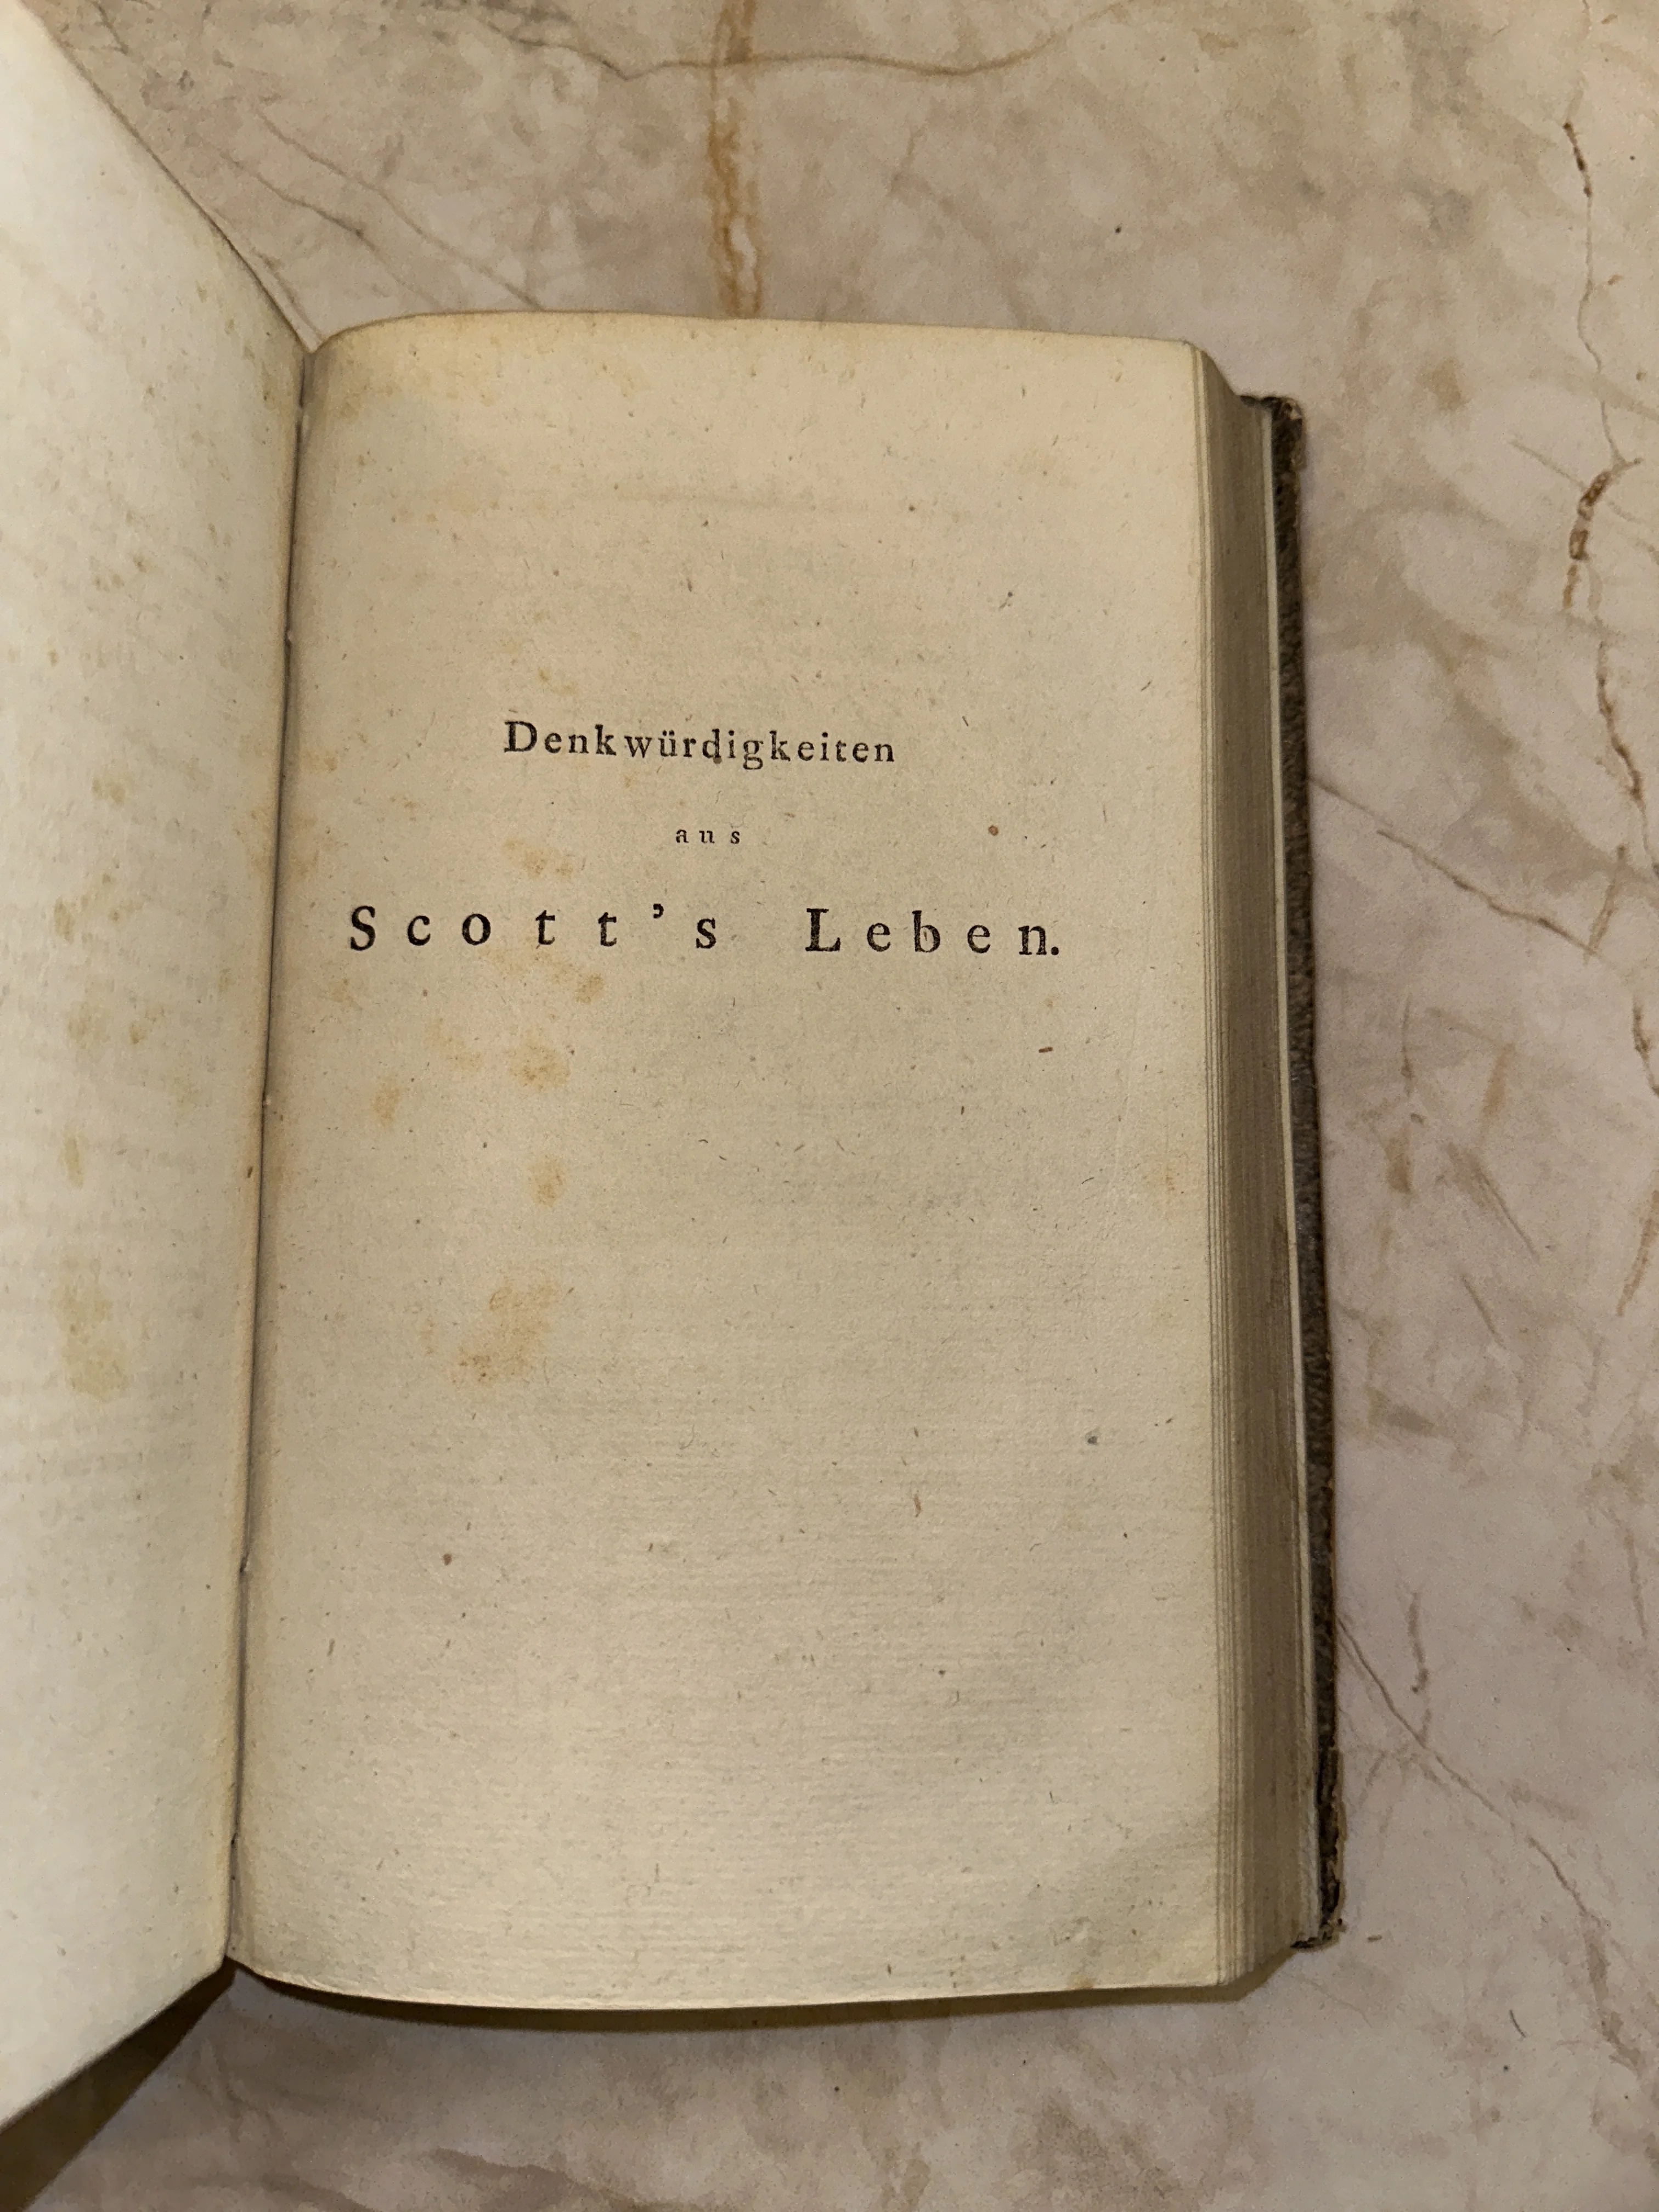 Denkwürdigkeiten
aus
Scott's Leben.